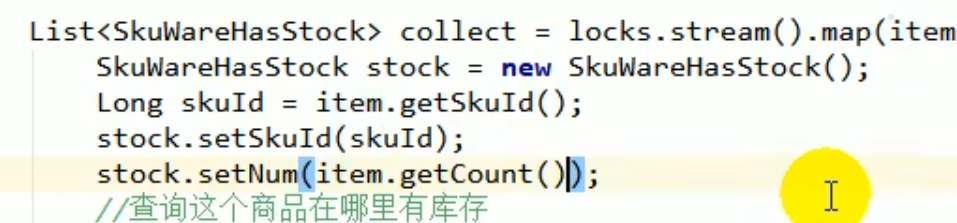 List<SkuWareHasStock> collect = locks.stream().map(item
SkuWareHasStock stock = new SkuWareHasStock();
Long skuId = item.getSkuId();
stock.setSkuId(skuId);
stock.setNum(item.getCount());
//查询这个商品在哪里有库存